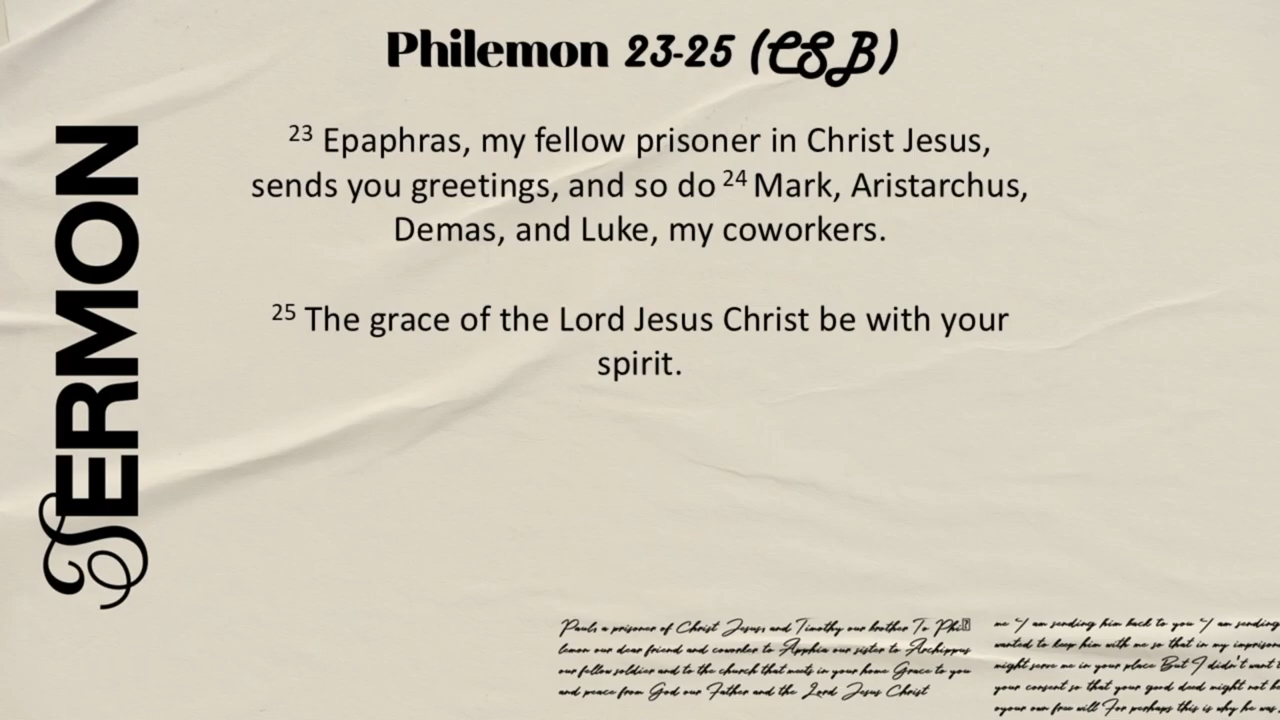 Philemon 23-25 (CSB)
SERMON
23 Epaphras, my fellow prisoner in Christ Jesus,
sends you greetings, and so do 24 Mark, Aristarchus,
Demas, and Luke, my coworkers.
25 The grace of the Lord Jesus Christ be with your
spirit.
Paul, a prisoner of Christ Jesus, and Timothy our brother To Phi
lemon our dear friend and coworker to Apphia our sister to Archippus
our fellow soldier and to the church that meets in your home Grace to you
and peace from God our Father and the Lord Jesus Christ
me I am sending him back to you I am sending
wanted to keep him with me so that in my imprison
might serve me in your place But I didn't want
your consent so that your good deed might not b
your own free will For perhaps this is why he was